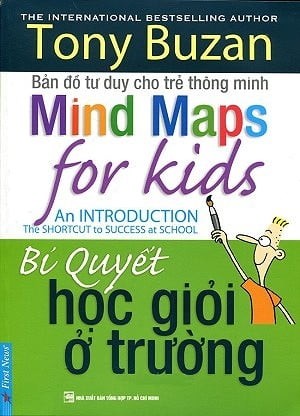 THE INTERNATIONAL BESTSELLING AUTHOR
Tony Buzan
Bản đồ tư duy cho trẻ thông minh
Mind Maps
for kids
An INTRODUCTION
The SHORTCUT to SUCCESS at SCHOOL
Bí Quyết
học giỏi
ở trường
First News
NHÀ XUẤT BẢN TỔNG HỢP TP. HỒ CHÍ MINH